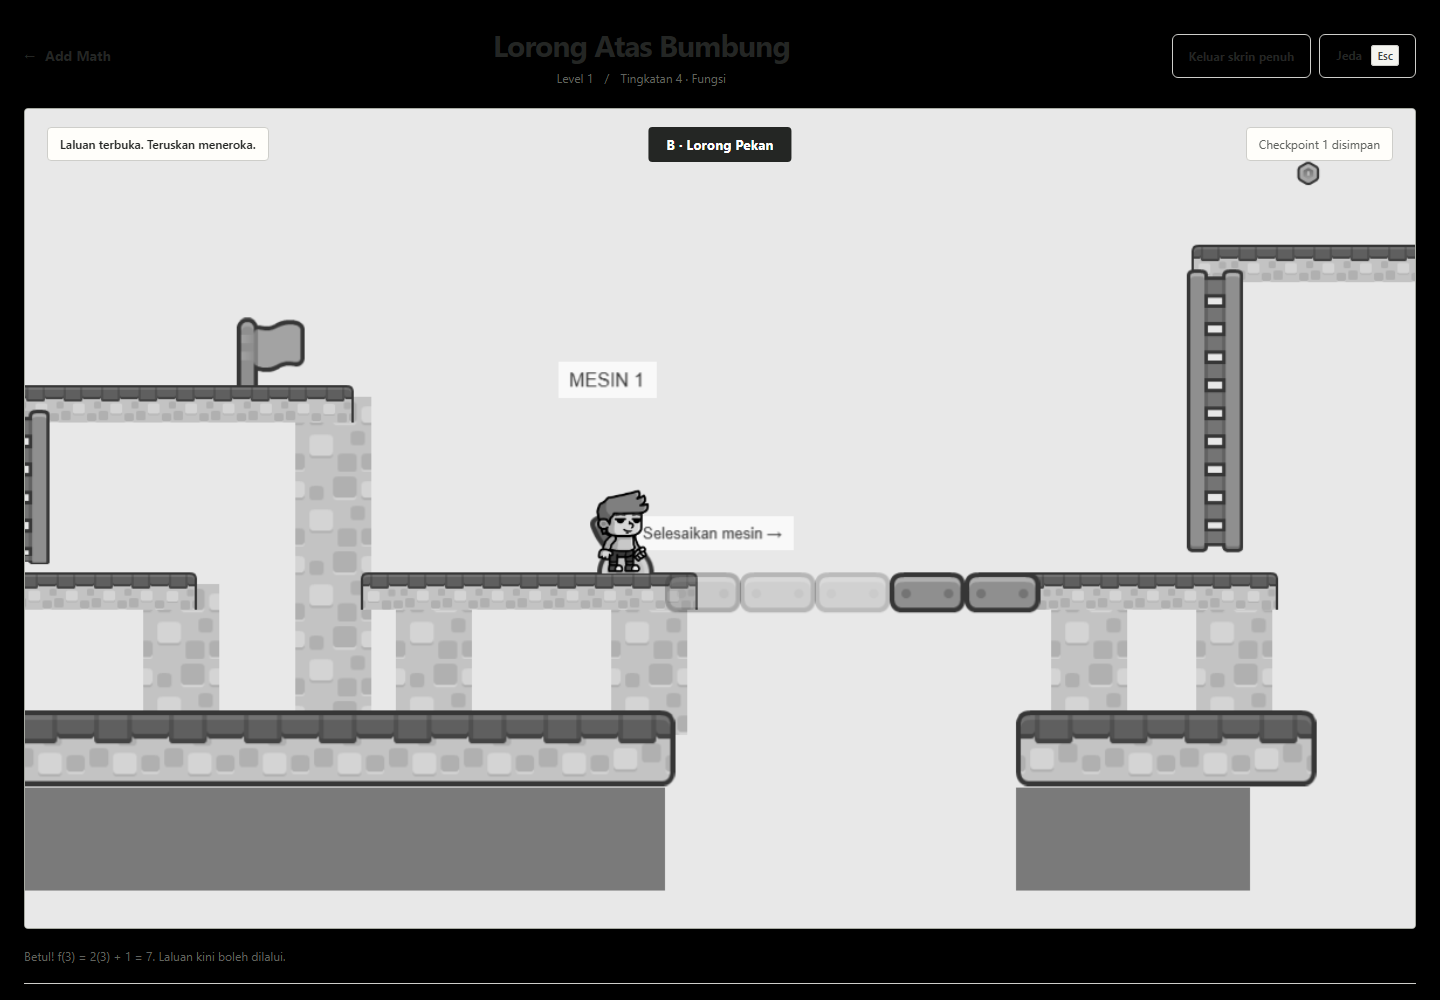 ← Add Math
Lorong Atas Bumbung
Level 1 / Tingkatan 4 · Fungsi
Keluar skrin penuh
Jeda Esc
Laluan terbuka. Teruskan meneroka.
B · Lorong Pekan
Checkpoint 1 disimpan
MESIN 1
Selesaikan mesin →
Betul! f(3) = 2(3) + 1 = 7. Laluan kini boleh dilalui.